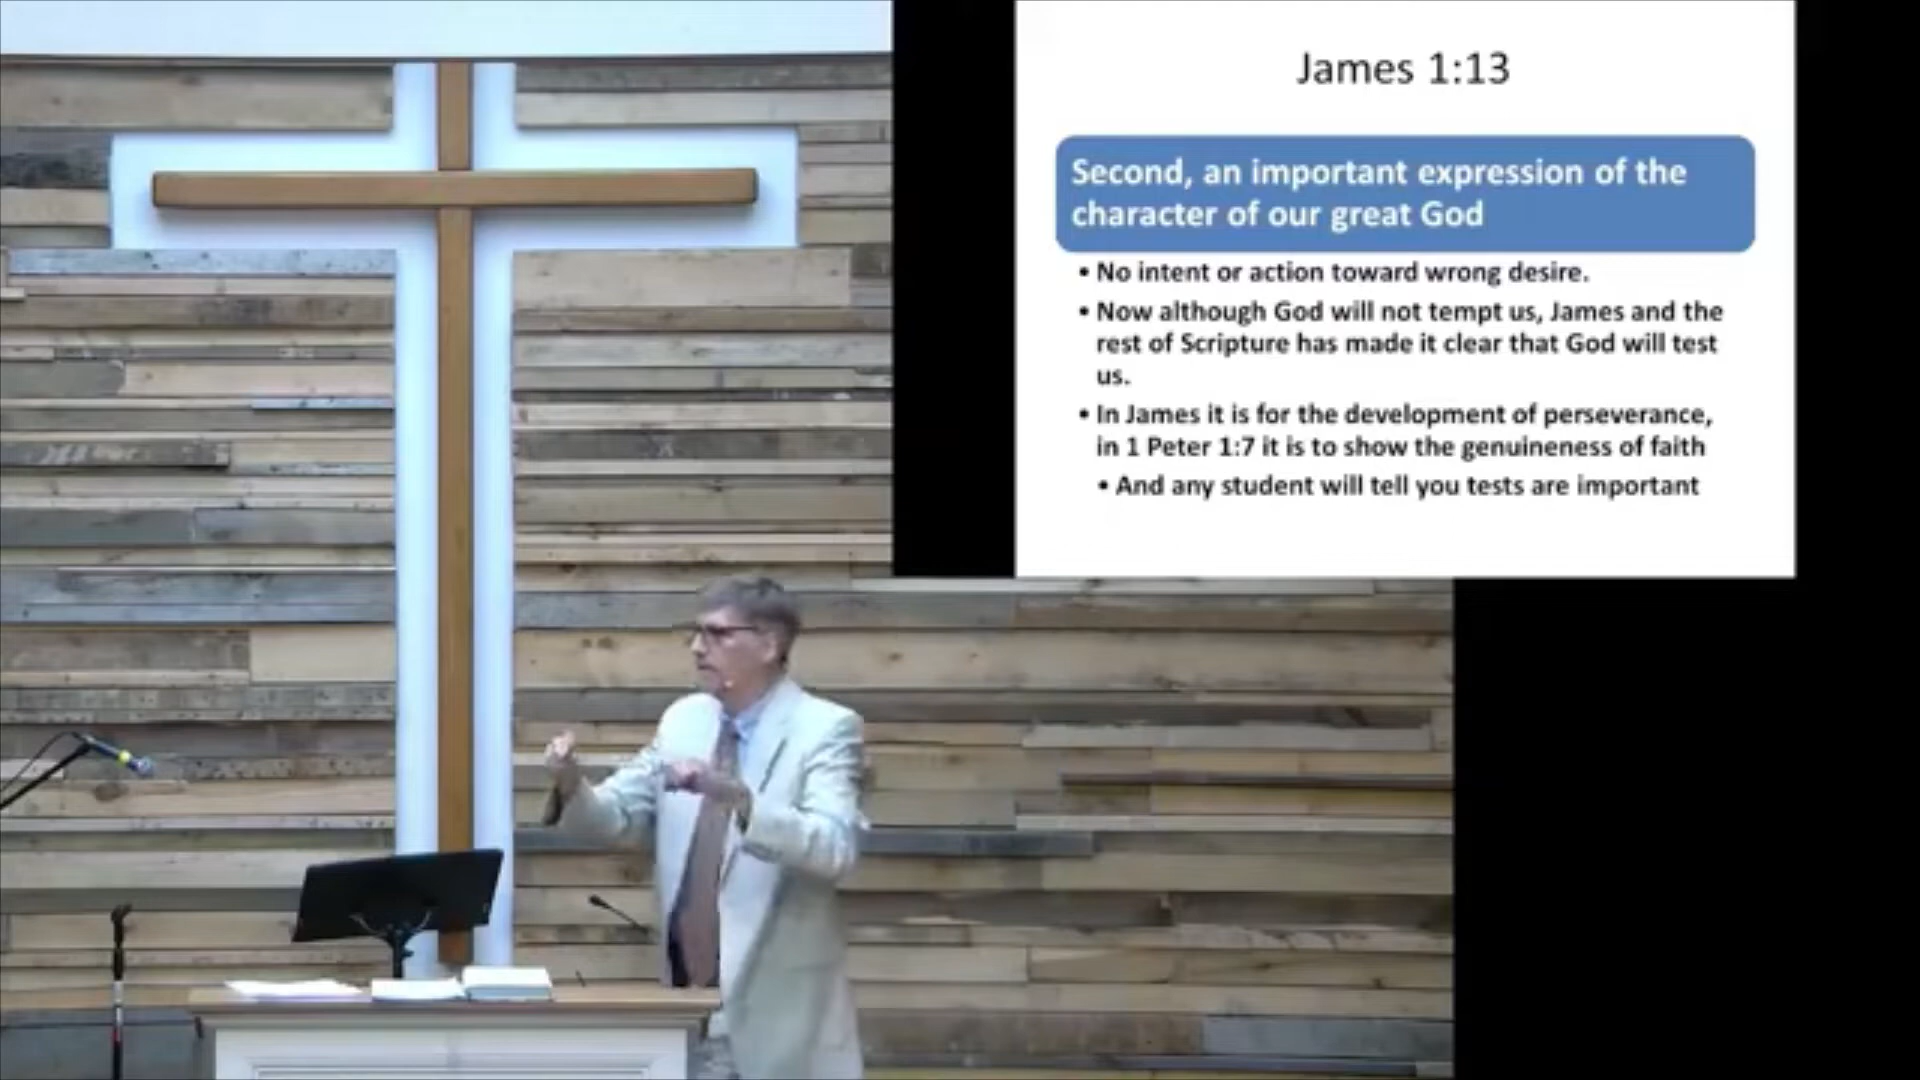 James 1:13
Second, an important expression of the
character of our great God
• No intent or action toward wrong desire.
• Now although God will not tempt us, James and the
rest of Scripture has made it clear that God will test
us.
• In James it is for the development of perseverance,
in 1 Peter 1:7 it is to show the genuineness of faith
• And any student will tell you tests are important